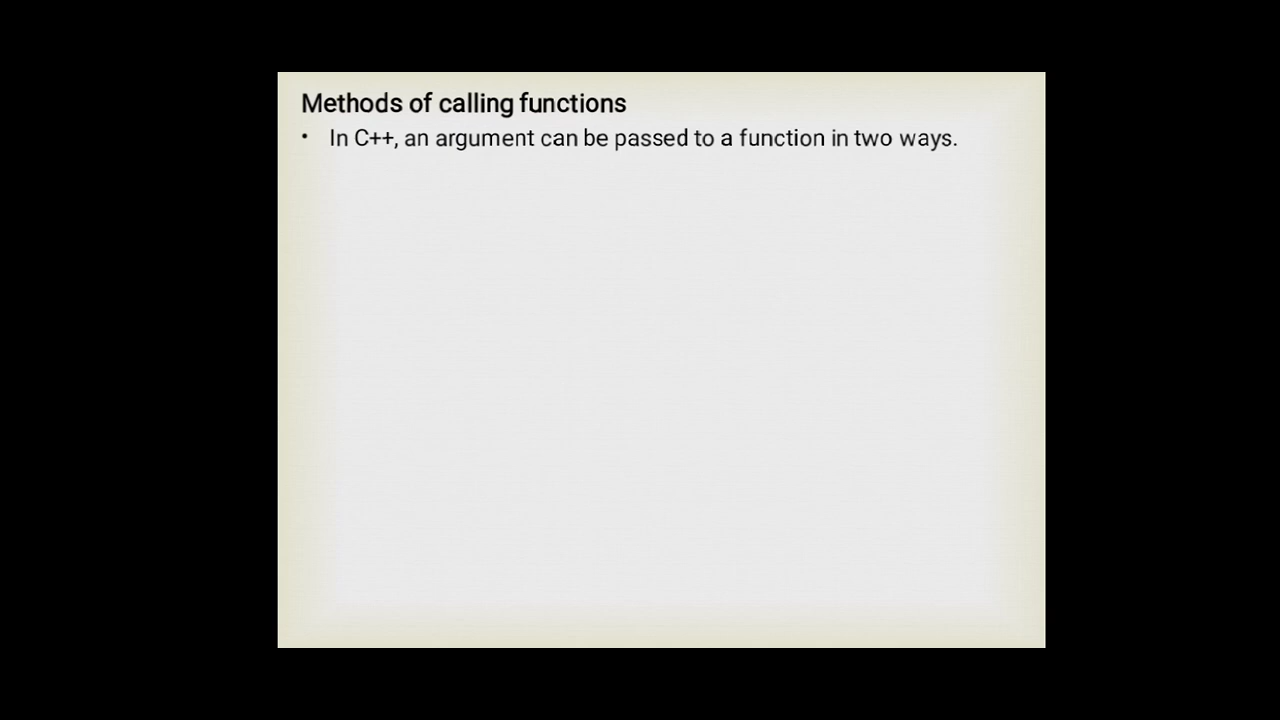 Methods of calling functions
• In C++, an argument can be passed to a function in two ways.